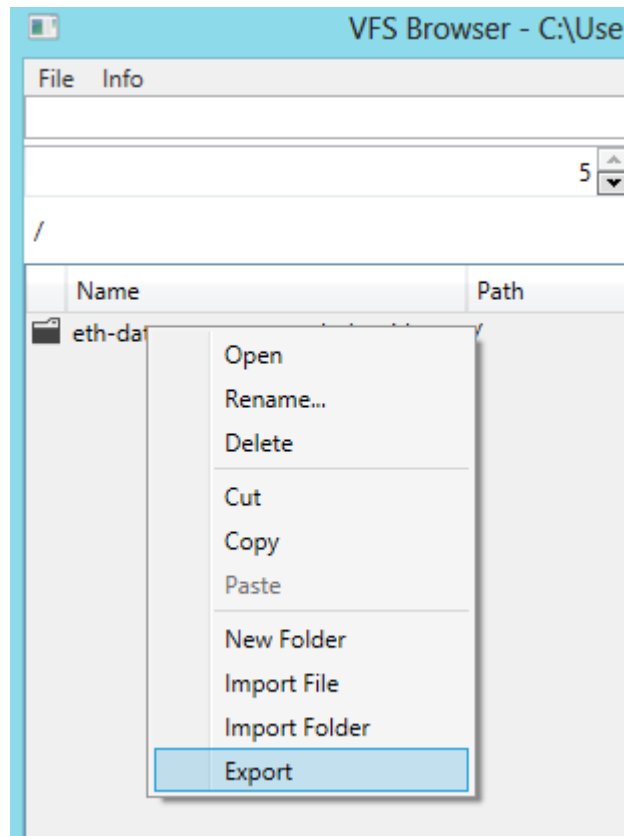 VFS Browser - C:\Use
File Info
5
/
Name Path
eth-dat /
Open
Rename...
Delete
Cut
Copy
Paste
New Folder
Import File
Import Folder
Export